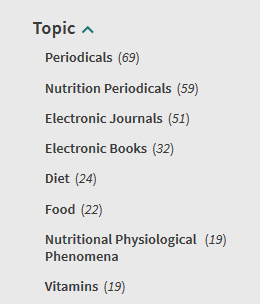 Topic
Periodicals (69)
Nutrition Periodicals (59)
Electronic Journals (51)
Electronic Books (32)
Diet (24)
Food (22)
Nutritional Physiological (19)
Phenomena
Vitamins (19)